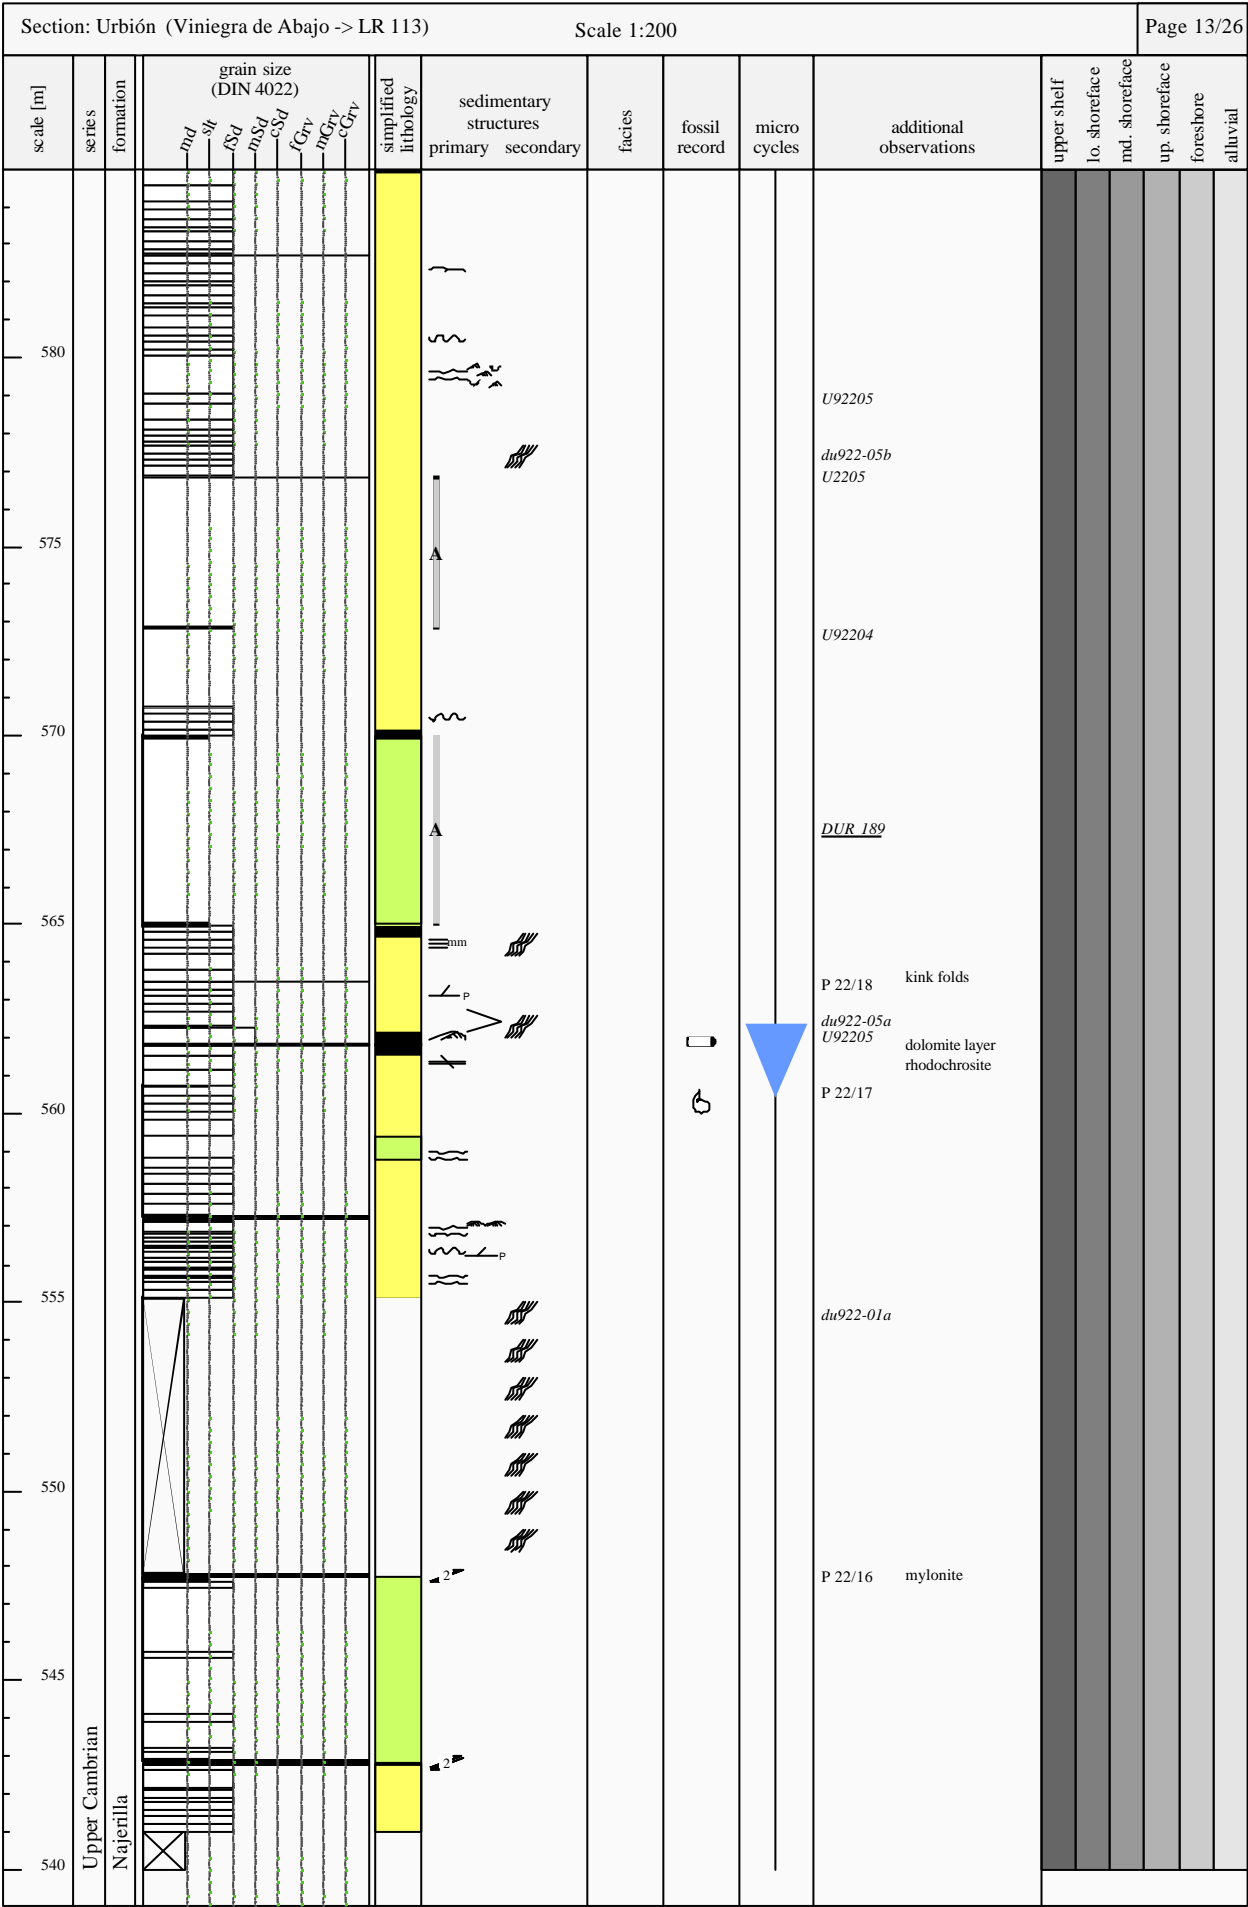 Section: Urbión (Viniegra de Abajo -> LR 113)
Scale 1:200
Page 13/26
scale [m]
series
formation
grain size
(DIN 4022)
md
slt
fSd
mSd
cSd
fGrv
mGrv
cGrv
simplified
lithology
sedimentary
structures
primary
secondary
facies
fossil
record
micro
cycles
additional
observations
upper shelf
lo. shoreface
md. shoreface
up. shoreface
foreshore
alluvial
580
U92205
du922-05b
U2205
575
A
U92204
570
A
DUR 189
565
mm
P 22/18
kink folds
P
du922-05a
U92205
dolomite layer
rhodochrosite
P 22/17
560
P
555
du922-01a
550
2
P 22/16
mylonite
545
2
Upper Cambrian
Najerilla
540